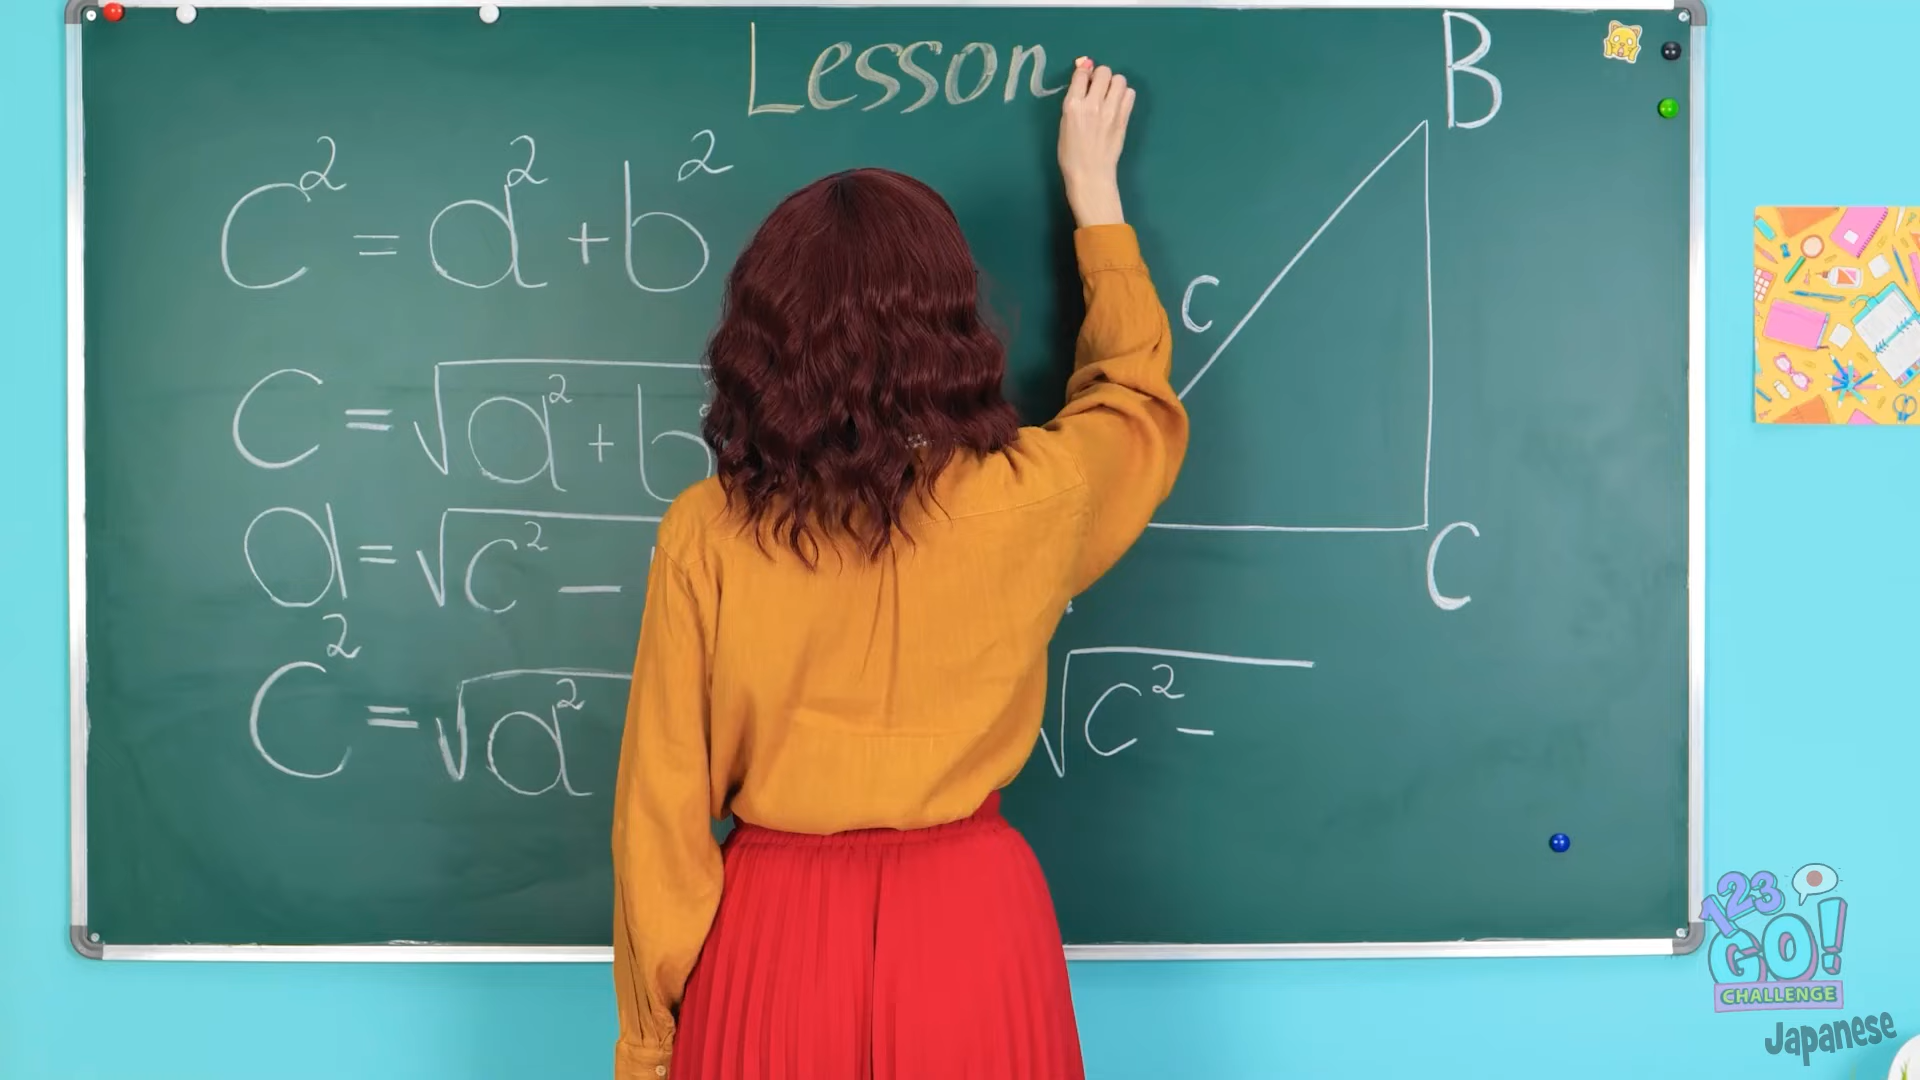 Lesson
B
C² = a² + b²
C
C = √a² + b
a = √c² −
C
C² = √a²
√c² −
123
GO!
CHALLENGE
Japanese